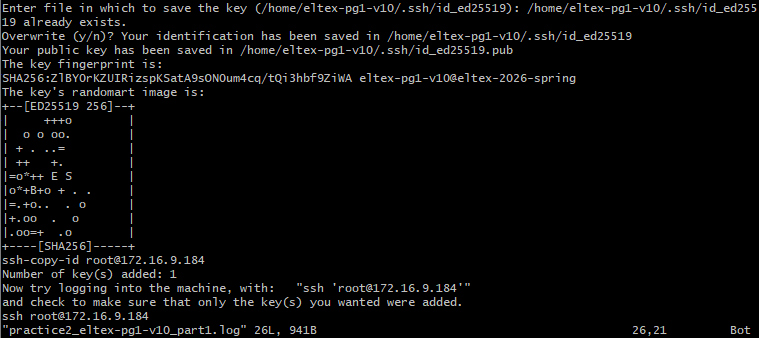 Enter file in which to save the key (/home/eltex-pg1-v10/.ssh/id_ed25519): /home/eltex-pg1-v10/.ssh/id_ed255
19 already exists.
Overwrite (y/n)? Your identification has been saved in /home/eltex-pg1-v10/.ssh/id_ed25519
Your public key has been saved in /home/eltex-pg1-v10/.ssh/id_ed25519.pub
The key fingerprint is:
SHA256:ZlBYOrKZUIRizspKSatA9sONOum4cq/tQi3hbf9ZiWA eltex-pg1-v10@eltex-2026-spring
The key's randomart image is:
+--[ED25519 256]--+
|     +++o        |
|  o o oo.        |
| + . ..=         |
| ++   +.         |
|=o*++ E S        |
|o*+B+o + . .     |
|=.+o..  . o      |
|+.oo  .  o       |
|.oo=+  .o        |
+----[SHA256]-----+
ssh-copy-id root@172.16.9.184
Number of key(s) added: 1
Now try logging into the machine, with:   "ssh 'root@172.16.9.184'"
and check to make sure that only the key(s) you wanted were added.
ssh root@172.16.9.184
"practice2_eltex-pg1-v10_part1.log" 26L, 941B 26,21 Bot